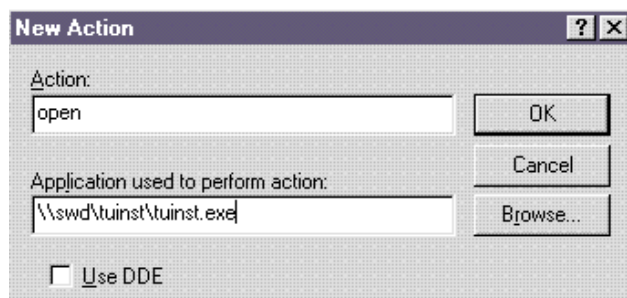 New Action
Action:
open
OK
Cancel
Application used to perform action:
\\swd\tuinst\tuinst.exe
Browse...
Use DDE